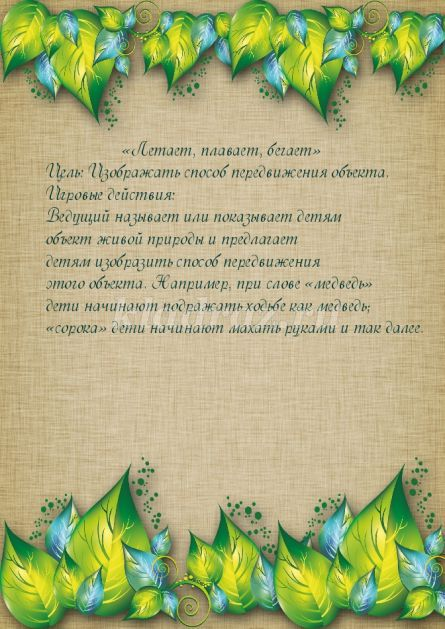 «Летает, плавает, бегает»
Цель: Изображать способ передвижения объекта.
Игровые действия:
Ведущий называет или показывает детям
объект живой природы и предлагает
детям изобразить способ передвижения
этого объекта. Например, при слове «медведь»
дети начинают подражать ходьбе как медведь;
«сорока» дети начинают махать руками и так далее.